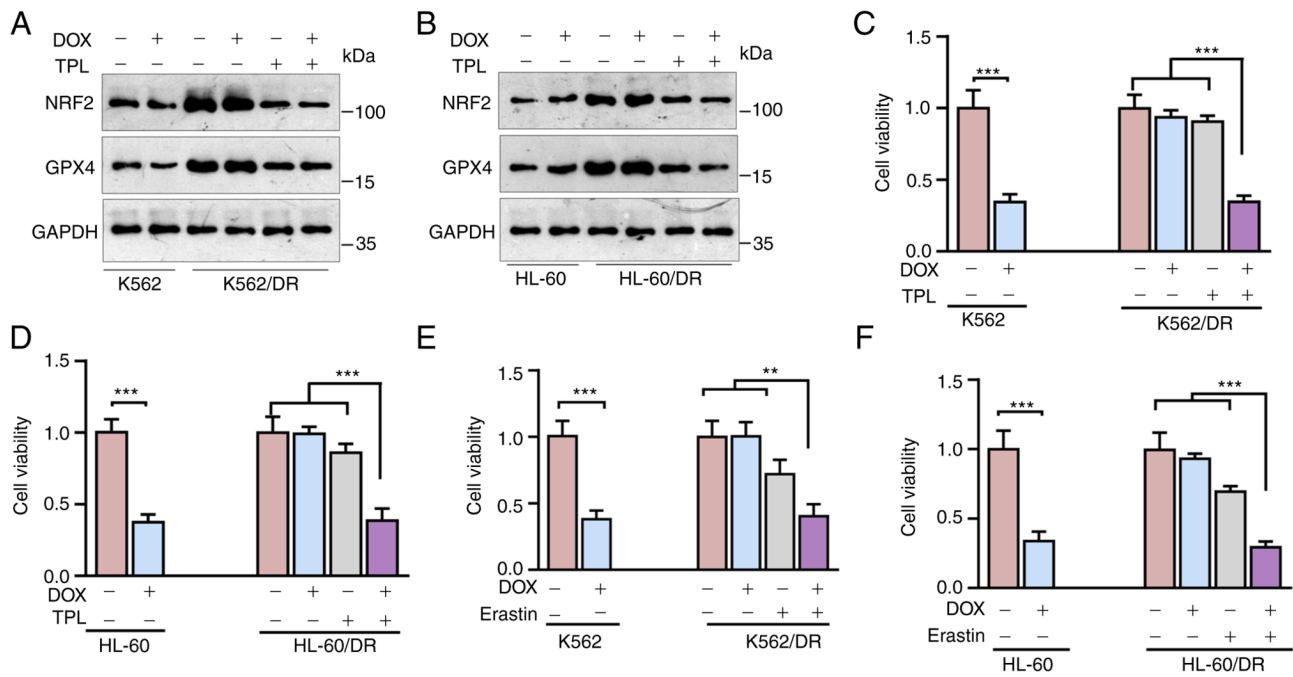 A
DOX − + − + − +
TPL − − − − + + kDa
NRF2 −100
GPX4 −15
GAPDH −35
K562 K562/DR
B
DOX − + − + − +
TPL − − − − + + kDa
NRF2 −100
GPX4 −15
GAPDH −35
HL-60 HL-60/DR
C
Cell viability
1.5
1.0
0.5
0.0
*** ***
DOX − + − + − +
TPL − − − − + +
K562 K562/DR
D
Cell viability
1.5
1.0
0.5
0.0
*** ***
DOX − + − + − +
TPL − − − − + +
HL-60 HL-60/DR
E
Cell viability
1.5
1.0
0.5
0.0
*** **
DOX − + − + − +
Erastin − − − − + +
K562 K562/DR
F
Cell viability
1.5
1.0
0.5
0.0
*** ***
DOX − + − + − +
Erastin − − − − + +
HL-60 HL-60/DR